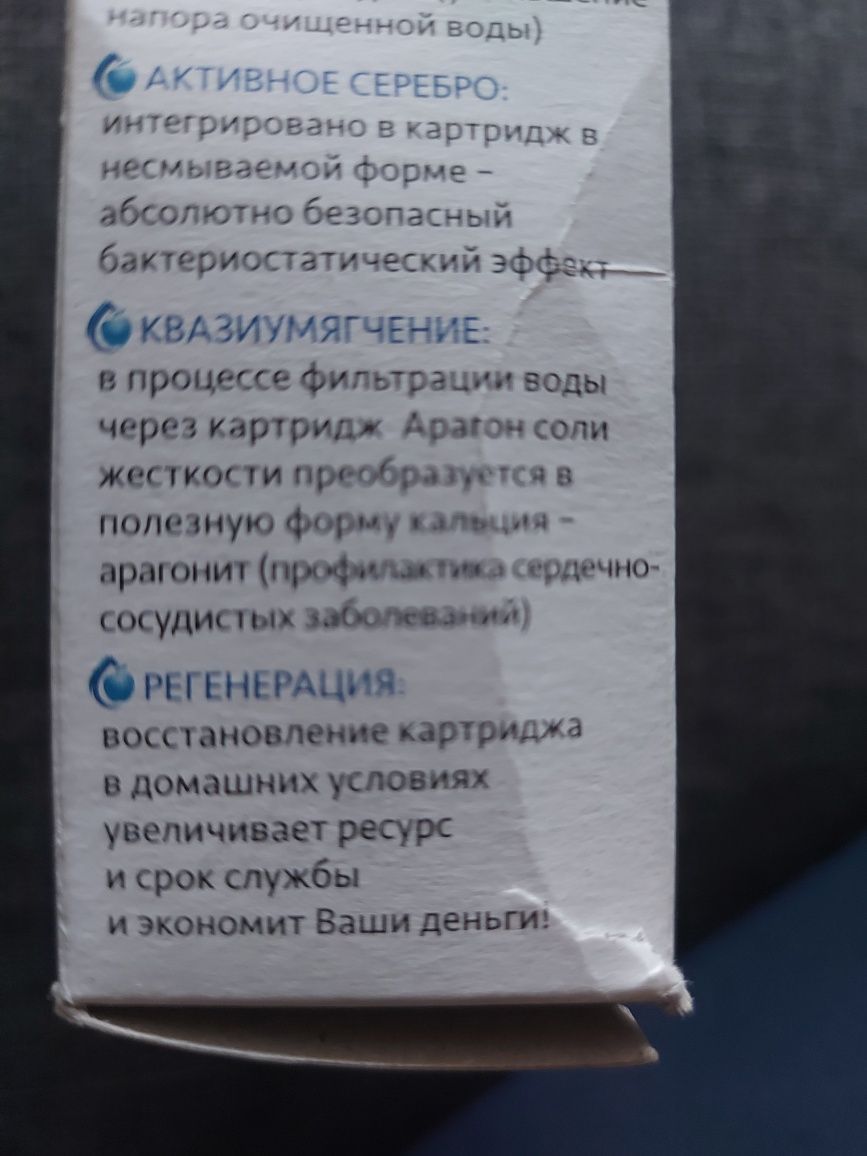 напора очищенной воды)
АКТИВНОЕ СЕРЕБРО:
интегрировано в картридж в
несмываемой форме –
абсолютно безопасный
бактериостатический эффект
КВАЗИУМЯГЧЕНИЕ:
в процессе фильтрации воды
через картридж Арагон соли
жесткости преобразуется в
полезную форму кальция –
арагонит (профилактика сердечно-
сосудистых заболеваний)
РЕГЕНЕРАЦИЯ:
восстановление картриджа
в домашних условиях
увеличивает ресурс
и срок службы
и экономит Ваши деньги!